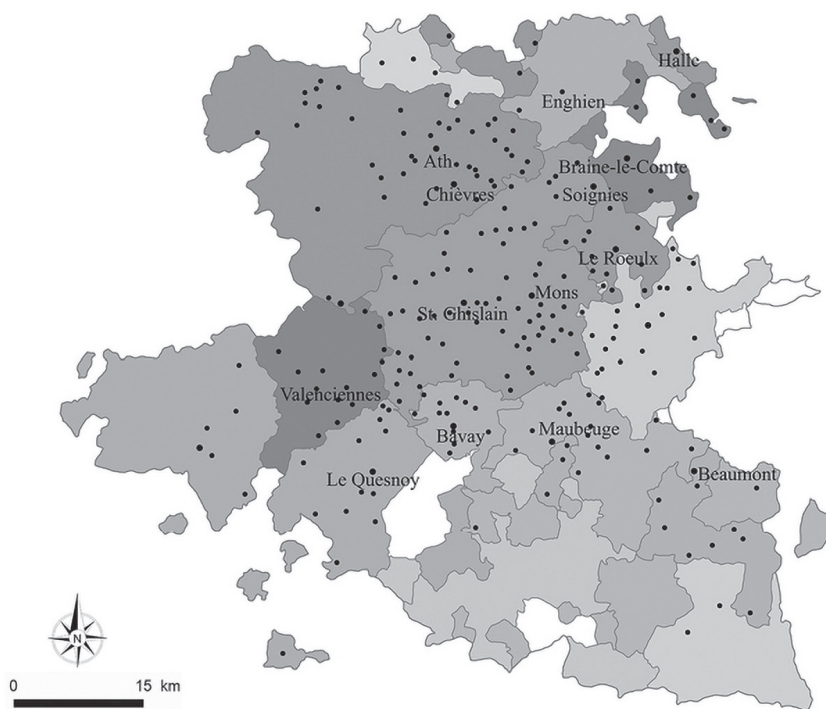 Halle
Enghien
Ath
Braine-le-Comte
Chièvres
Soignies
Le Roeulx
Mons
St. Ghislain
Valenciennes
Bavay
Maubeuge
Le Quesnoy
Beaumont
N
0 15 km